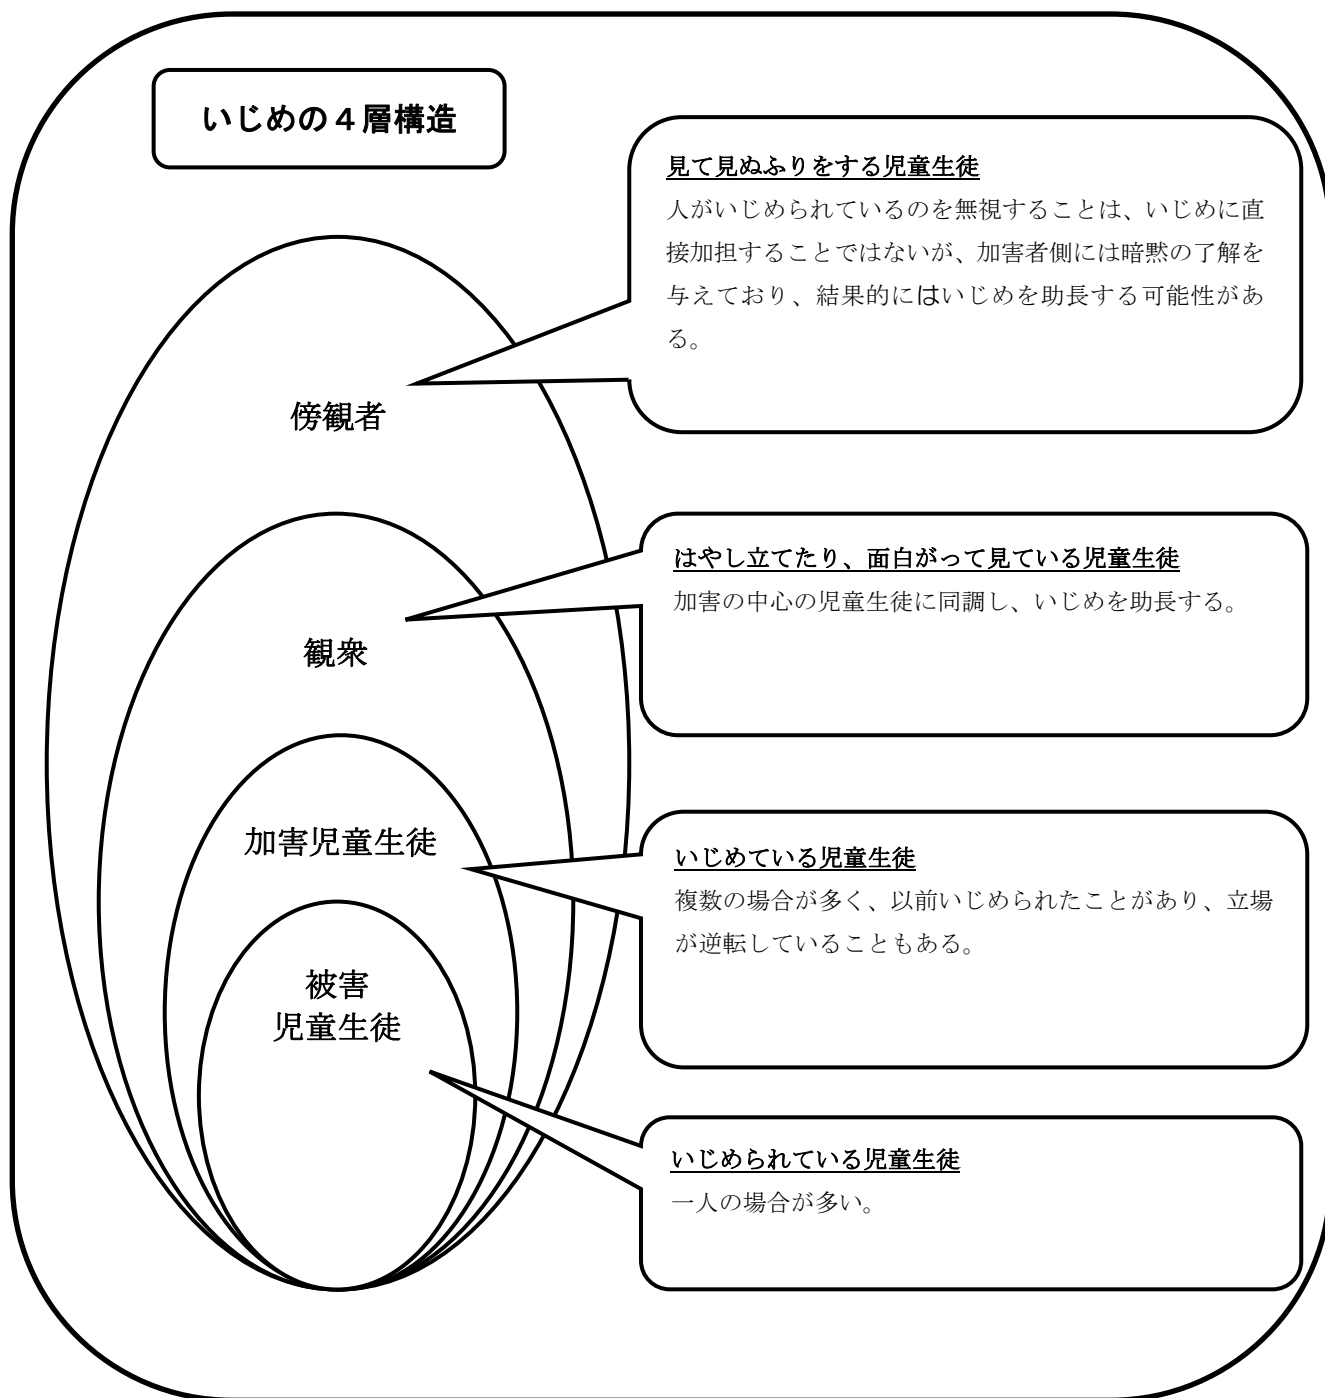 いじめの４層構造
見て見ぬふりをする児童生徒
人がいじめられているのを無視することは、いじめに直
接加担することではないが、加害者側には暗黙の了解を
与えており、結果的にはいじめを助長する可能性があ
る。
傍観者
はやし立てたり、面白がって見ている児童生徒
加害の中心の児童生徒に同調し、いじめを助長する。
観衆
いじめている児童生徒
複数の場合が多く、以前いじめられたことがあり、立場
が逆転していることもある。
加害児童生徒
被害
児童生徒
いじめられている児童生徒
一人の場合が多い。